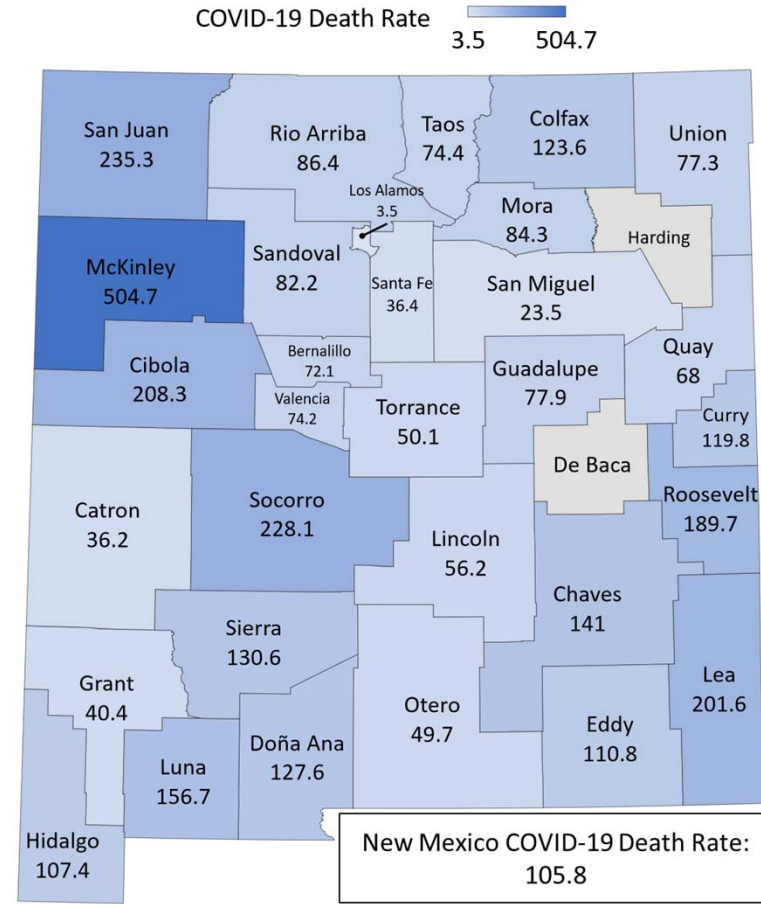 COVID-19 Death Rate
3.5 504.7
San Juan
235.3
Rio Arriba
86.4
Taos
74.4
Colfax
123.6
Union
77.3
Los Alamos
3.5
Mora
84.3
Harding
McKinley
504.7
Sandoval
82.2
Santa Fe
36.4
San Miguel
23.5
Cibola
208.3
Bernalillo
72.1
Valencia
74.2
Torrance
50.1
Guadalupe
77.9
Quay
68
Curry
119.8
De Baca
Roosevelt
189.7
Catron
36.2
Socorro
228.1
Lincoln
56.2
Chaves
141
Sierra
130.6
Grant
40.4
Otero
49.7
Lea
201.6
Eddy
110.8
Doña Ana
127.6
Luna
156.7
Hidalgo
107.4
New Mexico COVID-19 Death Rate:
105.8